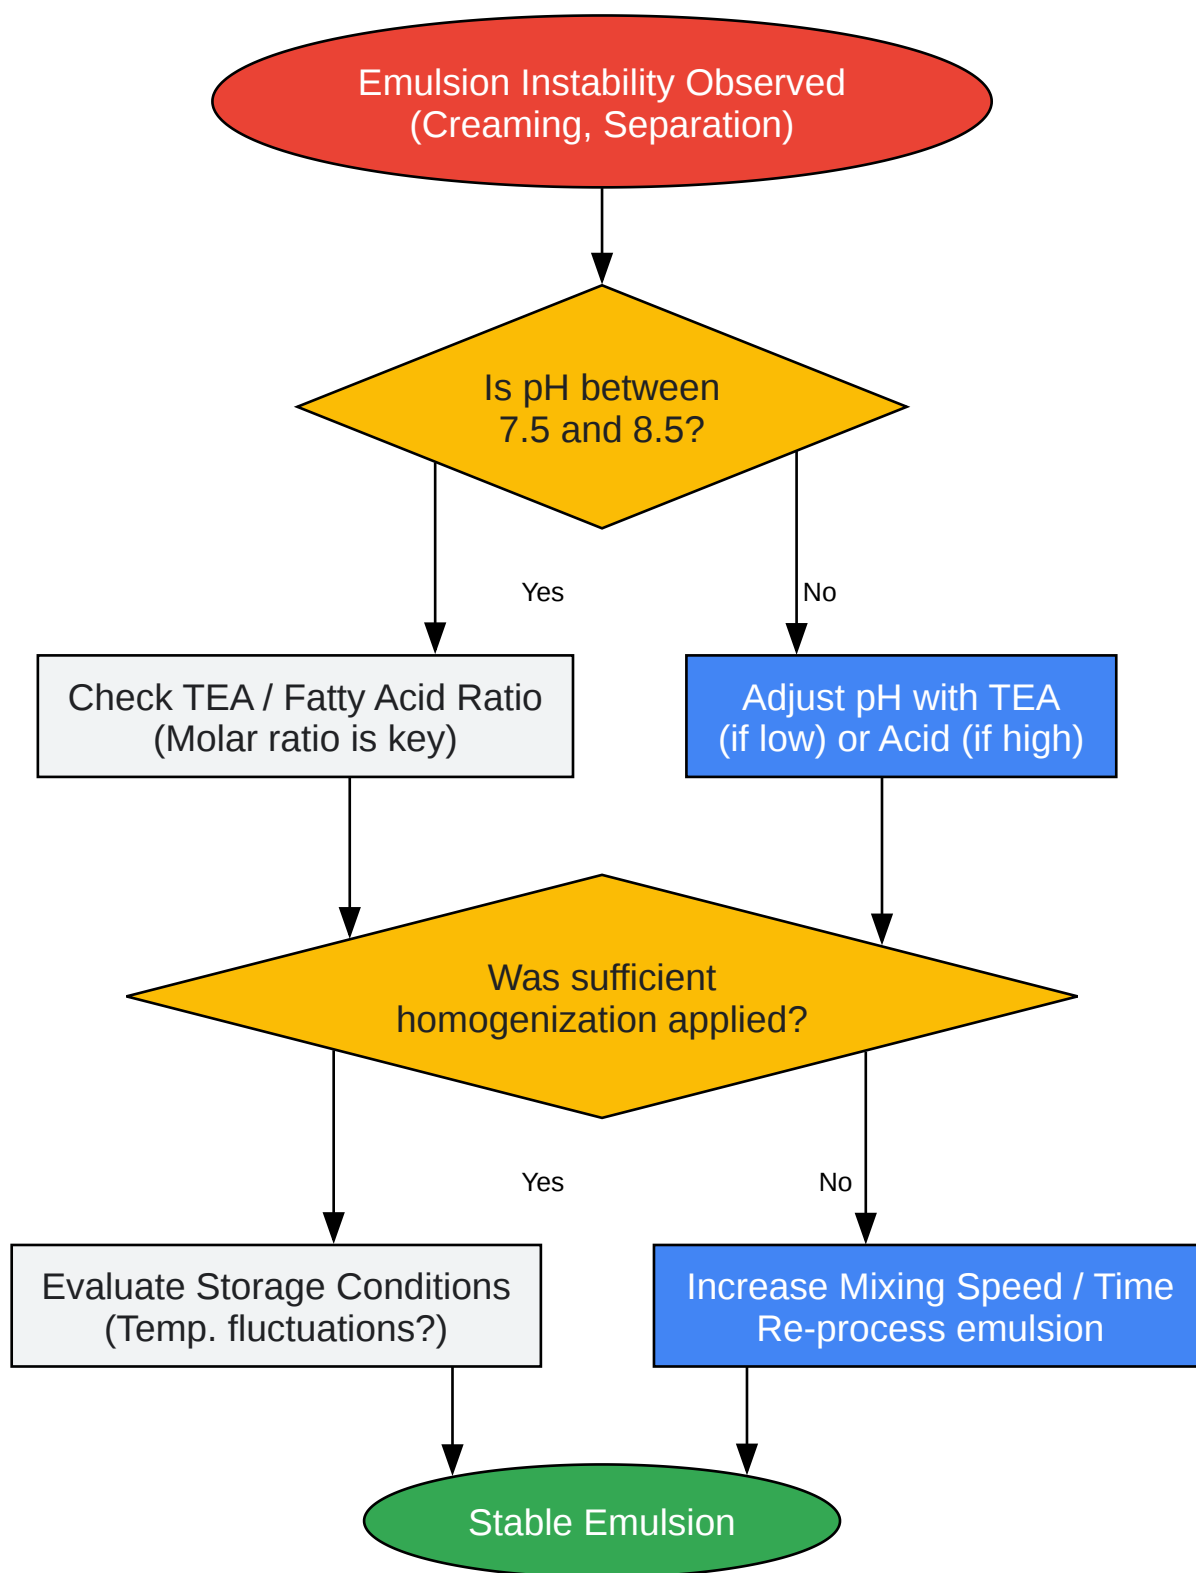 Emulsion Instability Observed
(Creaming, Separation)
Is pH between
7.5 and 8.5?
Yes
No
Check TEA / Fatty Acid Ratio
(Molar ratio is key)
Adjust pH with TEA
(if low) or Acid (if high)
Was sufficient
homogenization applied?
Yes
No
Evaluate Storage Conditions
(Temp. fluctuations?)
Increase Mixing Speed / Time
Re-process emulsion
Stable Emulsion